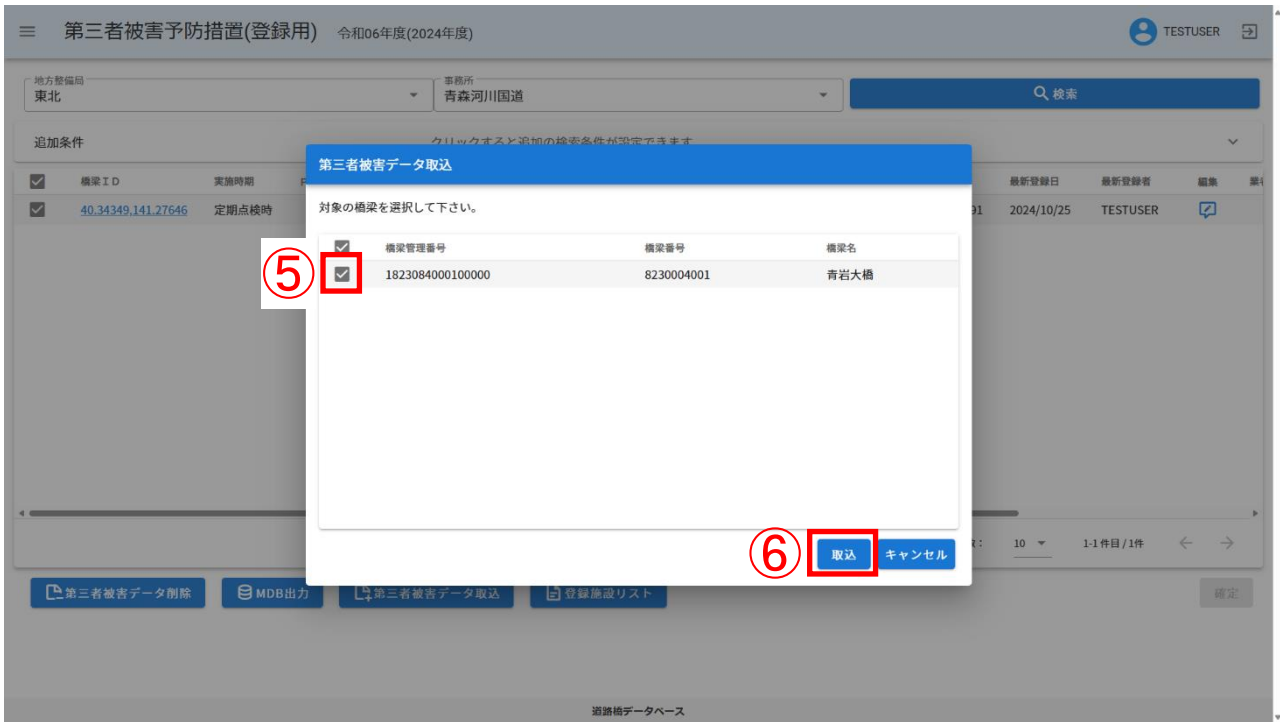 第三者被害予防措置(登録用) 令和06年度(2024年度) TESTUSER
地方整備局 事務所
東北 青森河川国道 検索
追加条件 クリックすると追加の検索条件が設定できます
第三者被害データ取込
橋梁ID 実施時期 最新登録日 最新登録者 編集
40.34349.141.27646 定期点検時 91 2024/10/25 TESTUSER
対象の橋梁を選択して下さい。
橋梁管理番号 橋梁番号 橋梁名
⑤ 1823084000100000 8230004001 青岩大橋
⑥ 取込 キャンセル
10 1-1 件目 / 1件
第三者被害データ削除 MDB出力 第三者被害データ取込 登録施設リスト 確定
道路橋データベース